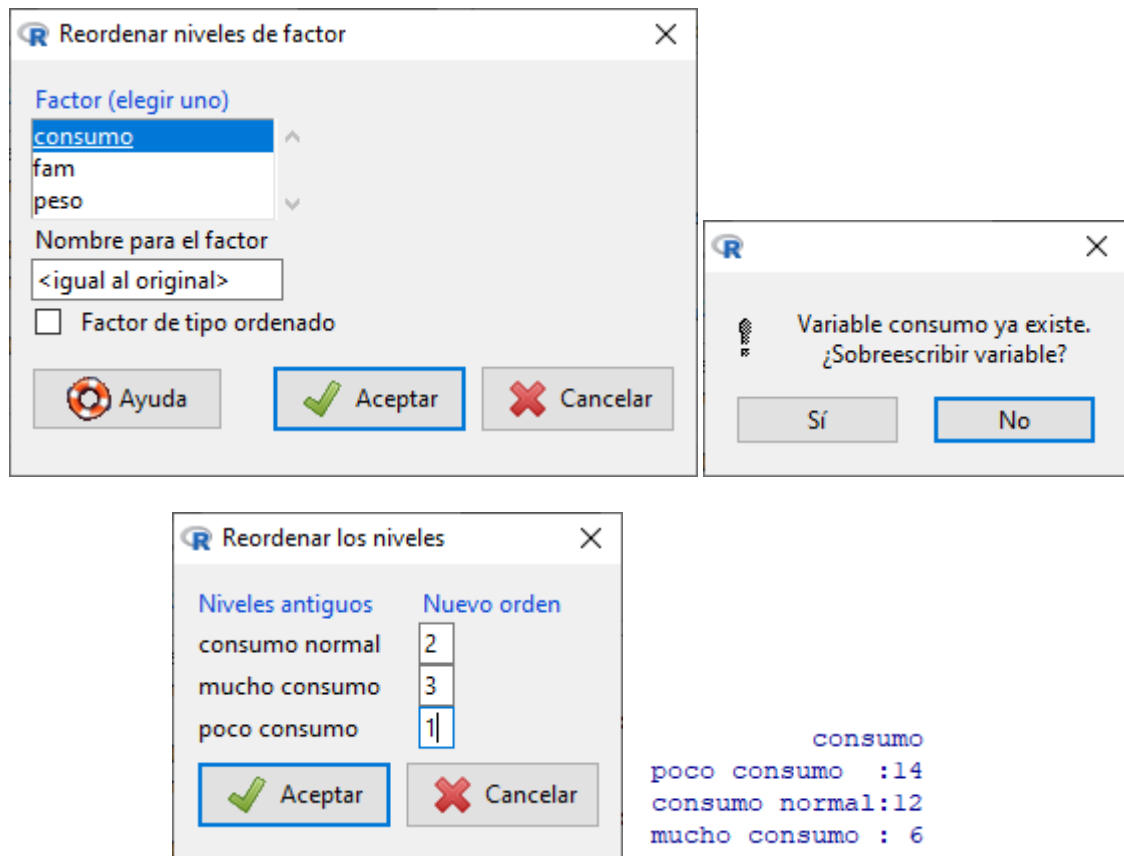 Reordenar niveles de factor
Factor (elegir uno)
consumo
fam
peso
Nombre para el factor
<igual al original>
Factor de tipo ordenado
Ayuda
Aceptar
Cancelar
R
Variable consumo ya existe.
¿Sobreescribir variable?
Sí
No
Reordenar los niveles
Niveles antiguos Nuevo orden
consumo normal 2
mucho consumo 3
poco consumo 1
Aceptar Cancelar
consumo
poco consumo :14
consumo normal:12
mucho consumo : 6